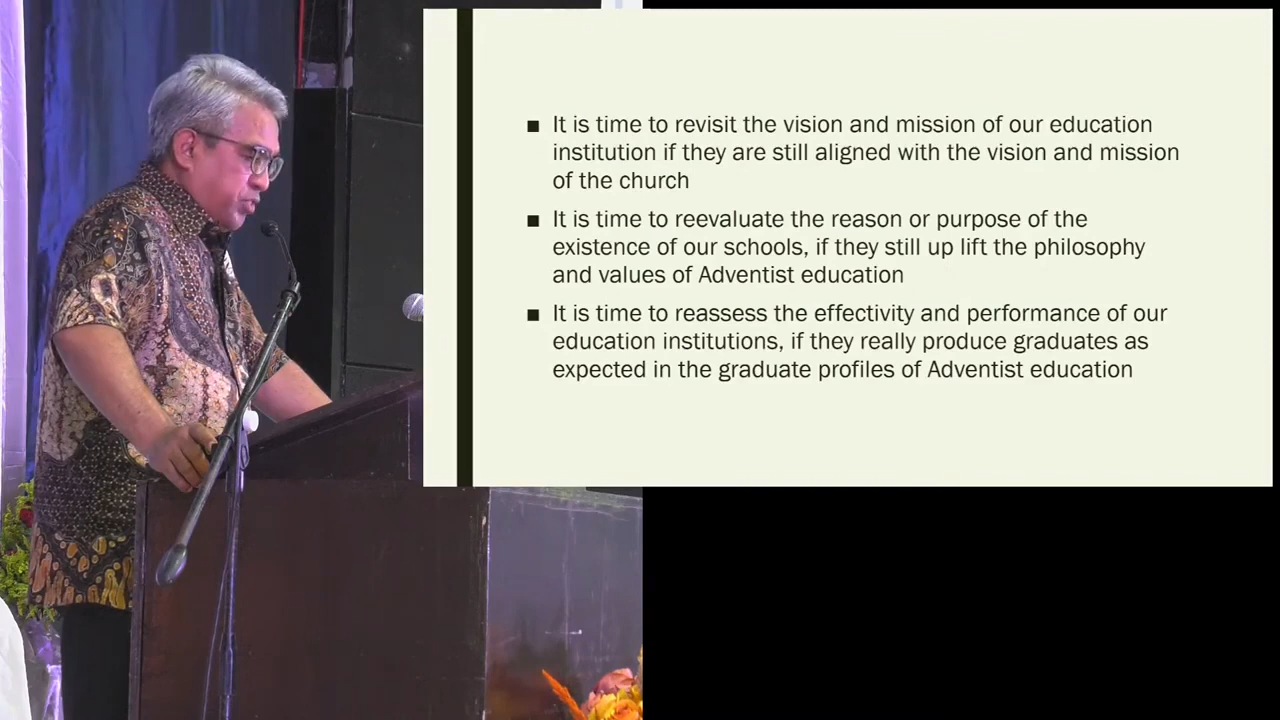 ■ It is time to revisit the vision and mission of our education
institution if they are still aligned with the vision and mission
of the church
■ It is time to reevaluate the reason or purpose of the
existence of our schools, if they still up lift the philosophy
and values of Adventist education
■ It is time to reassess the effectivity and performance of our
education institutions, if they really produce graduates as
expected in the graduate profiles of Adventist education